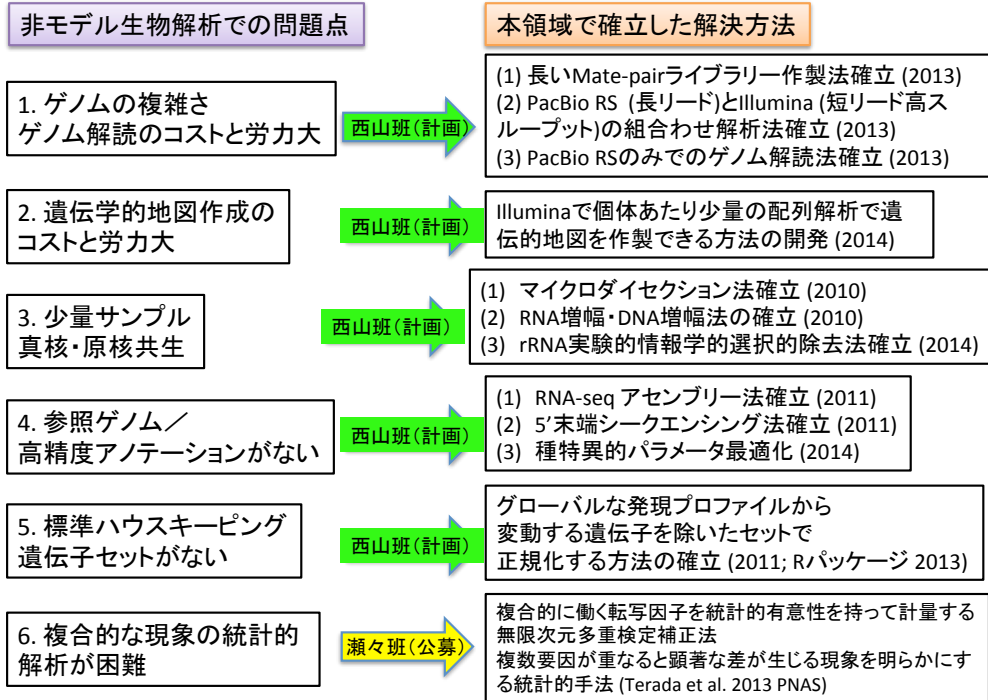 非モデル生物解析での問題点
本領域で確立した解決方法
1. ゲノムの複雑さ
ゲノム解読のコストと労力大
西山班(計画)
(1) 長いMate-pairライブラリー作製法確立 (2013)
(2) PacBio RS (長リード)とIllumina (短リード高ス
ループット)の組合わせ解析法確立 (2013)
(3) PacBio RSのみでのゲノム解読法確立 (2013)
2. 遺伝学的地図作成の
コストと労力大
西山班(計画)
Illuminaで個体あたり少量の配列解析で遺
伝的地図を作製できる方法の開発 (2014)
3. 少量サンプル
真核・原核共生
西山班(計画)
(1) マイクロダイセクション法確立 (2010)
(2) RNA増幅・DNA増幅法の確立 (2010)
(3) rRNA実験的情報学的選択的除去法確立 (2014)
4. 参照ゲノム／
高精度アノテーションがない
西山班(計画)
(1) RNA-seq アセンブリー法確立 (2011)
(2) 5’末端シークエンシング法確立 (2011)
(3) 種特異的パラメータ最適化 (2014)
5. 標準ハウスキーピング
遺伝子セットがない
西山班(計画)
グローバルな発現プロファイルから
変動する遺伝子を除いたセットで
正規化する方法の確立 (2011; Rパッケージ 2013)
6. 複合的な現象の統計的
解析が困難
瀬々班(公募)
複合的に働く転写因子を統計的有意性を持って計量する
無限次元多重検定補正法
複数要因が重なると顕著な差が生じる現象を明らかにす
る統計的手法 (Terada et al. 2013 PNAS)